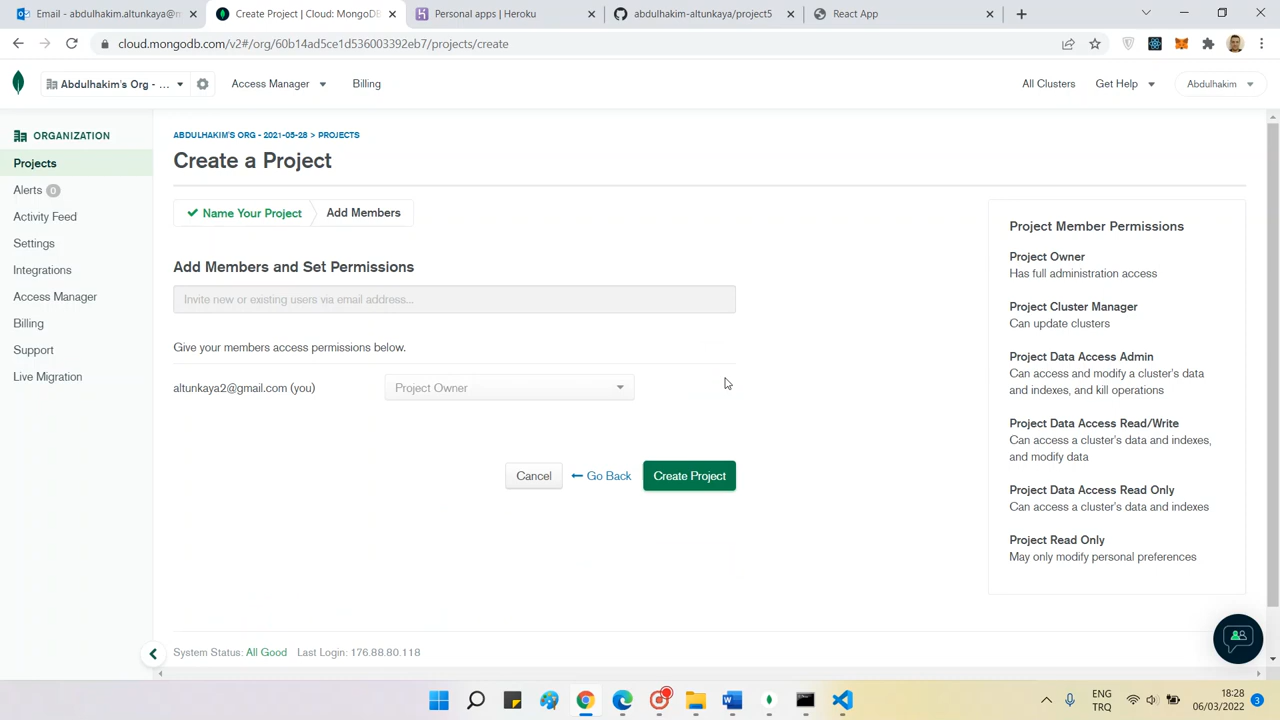 Email - abdulhakim.altunkaya@n
Create Project | Cloud: MongoDB
Personal apps | Heroku
abdulhakim-altunkaya/project5
React App
cloud.mongodb.com/v2#/org/60b14ad5ce1d536003392eb7/projects/create
Abdulhakim's Org - ...
Access Manager
Billing
All Clusters
Get Help
Abdulhakim
ORGANIZATION
Projects
Alerts 0
Activity Feed
Settings
Integrations
Access Manager
Billing
Support
Live Migration
ABDULHAKIM'S ORG - 2021-05-28 > PROJECTS
Create a Project
Name Your Project
Add Members
Add Members and Set Permissions
Invite new or existing users via email address...
Give your members access permissions below.
altunkaya2@gmail.com (you)
Project Owner
Cancel
Go Back
Create Project
Project Member Permissions
Project Owner
Has full administration access
Project Cluster Manager
Can update clusters
Project Data Access Admin
Can access and modify a cluster's data
and indexes, and kill operations
Project Data Access Read/Write
Can access a cluster's data and indexes,
and modify data
Project Data Access Read Only
Can access a cluster's data and indexes
Project Read Only
May only modify personal preferences
System Status: All Good
Last Login: 176.88.80.118
ENG
TRQ
18:28
06/03/2022
3